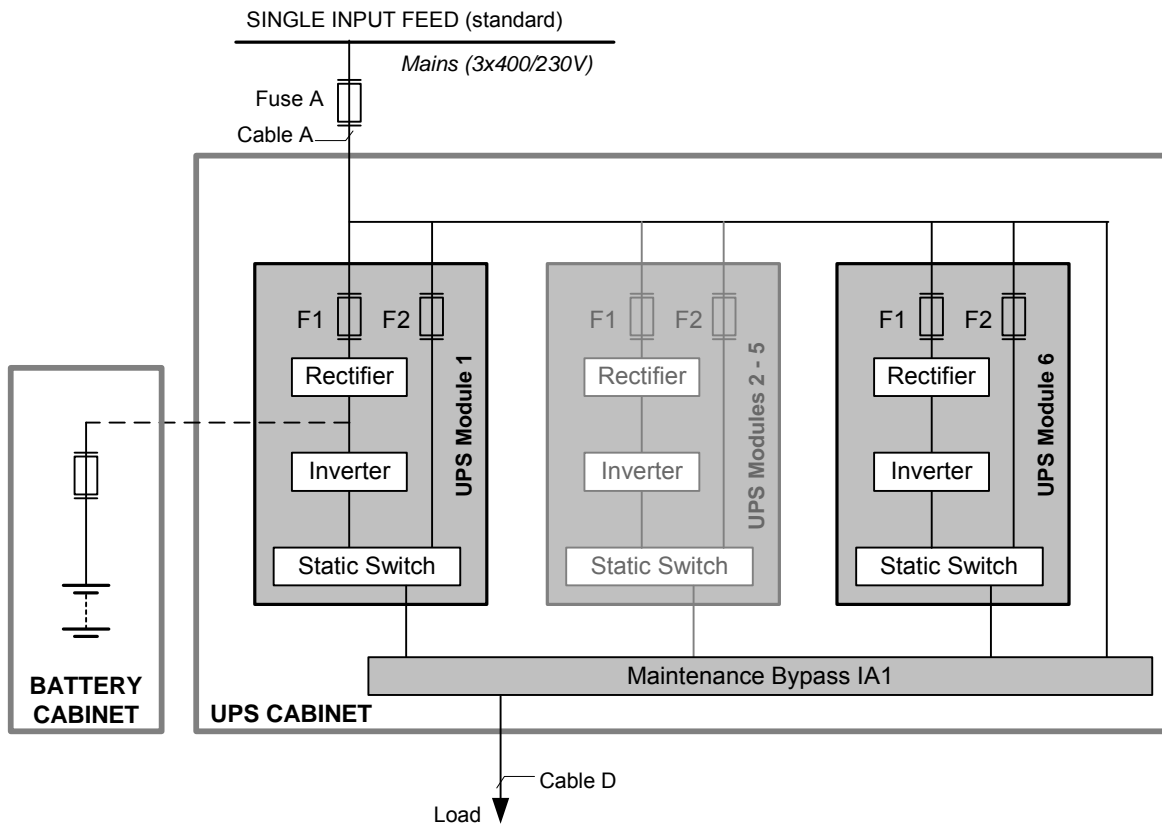 SINGLE INPUT FEED (standard)
Mains (3x400/230V)
Fuse A
Cable A
F1
F2
Rectifier
Inverter
Static Switch
UPS Module 1
F1
F2
Rectifier
Inverter
Static Switch
UPS Modules 2 - 5
F1
F2
Rectifier
Inverter
Static Switch
UPS Module 6
Maintenance Bypass IA1
BATTERY
CABINET
UPS CABINET
Cable D
Load